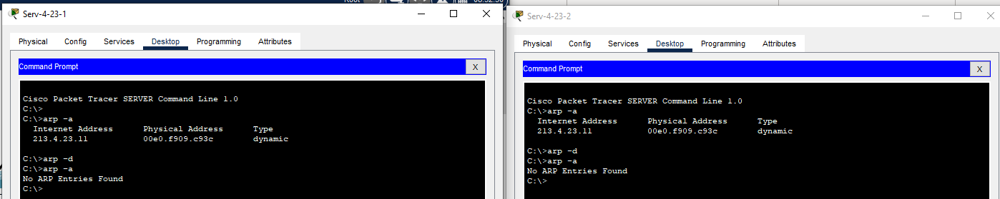 Serv-4-23-1
Physical Config Services Desktop Programming Attributes
Command Prompt X
Cisco Packet Tracer SERVER Command Line 1.0
C:\>
C:\>arp -a
Internet Address Physical Address Type
213.4.23.11 00e0.f909.c93c dynamic
C:\>arp -d
C:\>arp -a
No ARP Entries Found
C:\>
Serv-4-23-2
Physical Config Services Desktop Programming Attributes
Command Prompt X
Cisco Packet Tracer SERVER Command Line 1.0
C:\>arp -a
Internet Address Physical Address Type
213.4.23.11 00e0.f909.c93c dynamic
C:\>arp -d
C:\>arp -a
No ARP Entries Found
C:\>